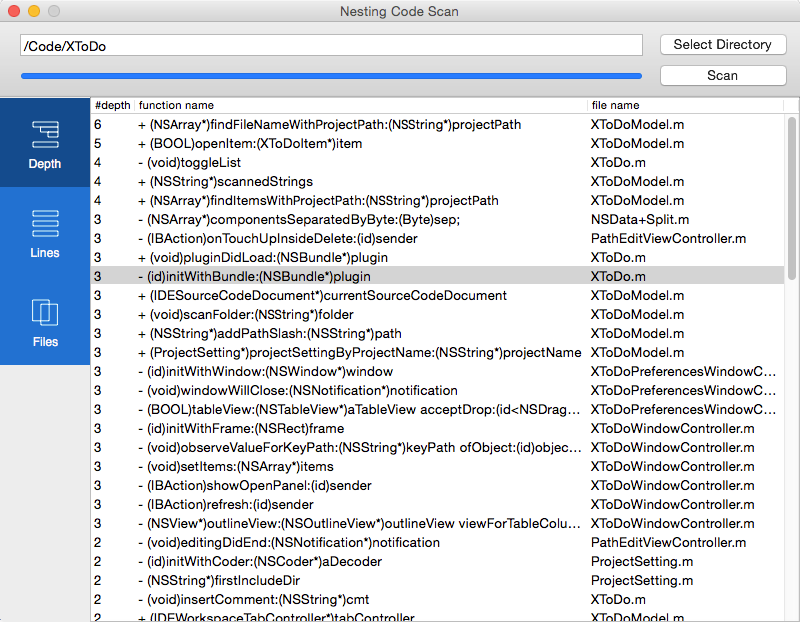 Nesting Code Scan
/Code/XToDo
Select Directory
Scan
Depth
Lines
Files
#depth function name file name
6 + (NSArray*)findFileNameWithProjectPath:(NSString*)projectPath XToDoModel.m
5 + (BOOL)openItem:(XToDoItem*)item XToDoModel.m
4 - (void)toggleList XToDo.m
4 + (NSString*)scannedStrings XToDoModel.m
4 + (NSArray*)findItemsWithProjectPath:(NSString*)projectPath XToDoModel.m
3 - (NSArray*)componentsSeparatedByByte:(Byte)sep; NSData+Split.m
3 - (IBAction)onTouchUpInsideDelete:(id)sender PathEditViewController.m
3 + (void)pluginDidLoad:(NSBundle*)plugin XToDo.m
3 - (id)initWithBundle:(NSBundle*)plugin XToDo.m
3 + (IDESourceCodeDocument*)currentSourceCodeDocument XToDoModel.m
3 + (void)scanFolder:(NSString*)folder XToDoModel.m
3 + (NSString*)addPathSlash:(NSString*)path XToDoModel.m
3 + (ProjectSetting*)projectSettingByProjectName:(NSString*)projectName XToDoModel.m
3 - (id)initWithWindow:(NSWindow*)window XToDoPreferencesWindowC...
3 - (void)windowWillClose:(NSNotification*)notification XToDoPreferencesWindowC...
3 - (BOOL)tableView:(NSTableView*)aTableView acceptDrop:(id<NSDrag... XToDoPreferencesWindowC...
3 - (id)initWithFrame:(NSRect)frame XToDoWindowController.m
3 - (void)observeValueForKeyPath:(NSString*)keyPath ofObject:(id)objec... XToDoWindowController.m
3 - (void)setItems:(NSArray*)items XToDoWindowController.m
3 - (IBAction)showOpenPanel:(id)sender XToDoWindowController.m
3 - (IBAction)refresh:(id)sender XToDoWindowController.m
3 - (NSView*)outlineView:(NSOutlineView*)outlineView viewForTableColu... XToDoWindowController.m
2 - (void)editingDidEnd:(NSNotification*)notification PathEditViewController.m
2 - (id)initWithCoder:(NSCoder*)aDecoder ProjectSetting.m
2 - (NSString*)firstIncludeDir ProjectSetting.m
2 - (void)insertComment:(NSString*)cmt XToDo.m
2 + (IDEWorkspaceTabController*)tabController XToDoModel.m